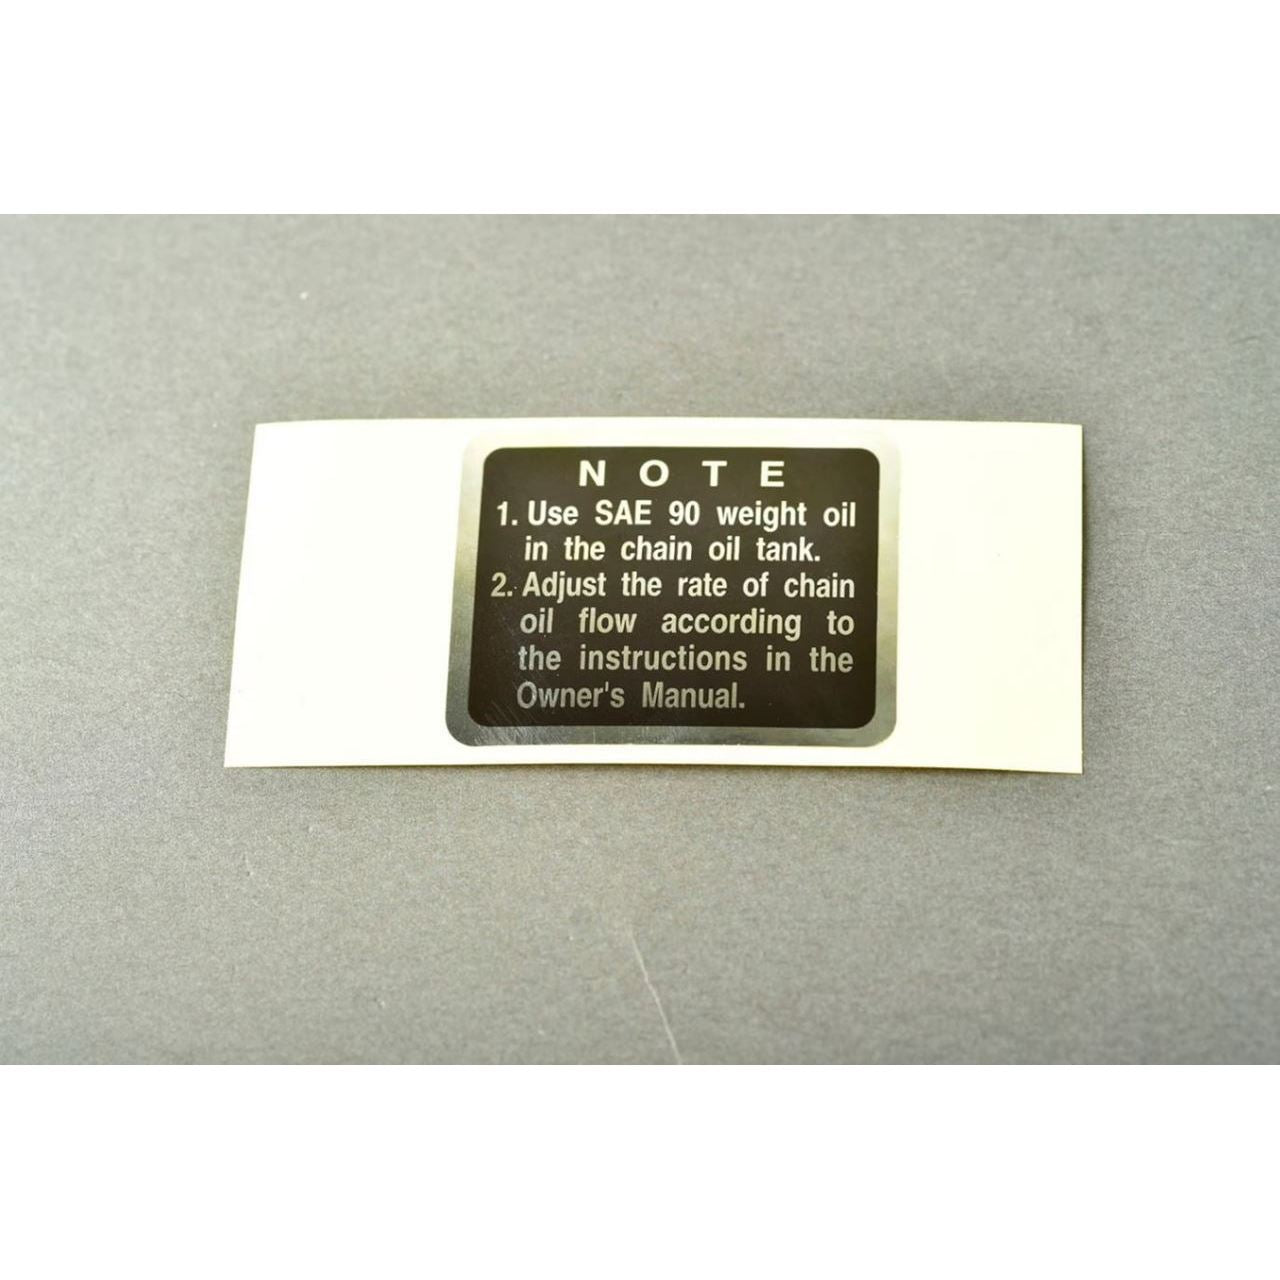 NOTE
1. Use SAE 90 weight oil
in the chain oil tank.
2. Adjust the rate of chain
oil flow according to
the instructions in the
Owner's Manual.